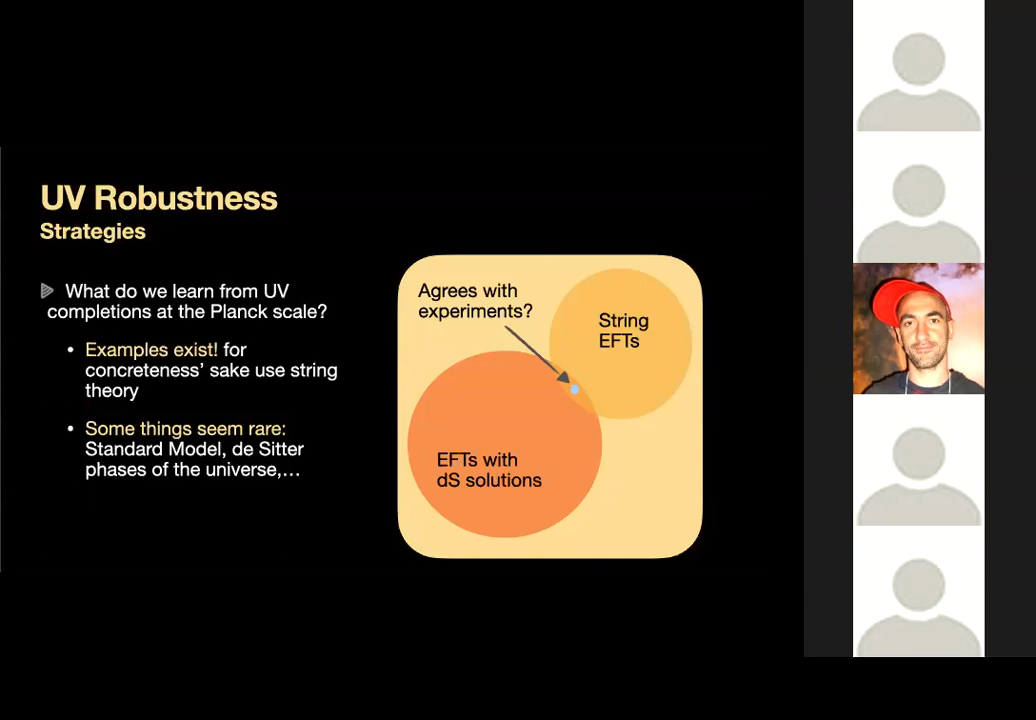 UV Robustness
Strategies
What do we learn from UV
completions at the Planck scale?
• Examples exist! for
concreteness’ sake use string
theory
• Some things seem rare:
Standard Model, de Sitter
phases of the universe,…
Agrees with
experiments?
String
EFTs
EFTs with
dS solutions